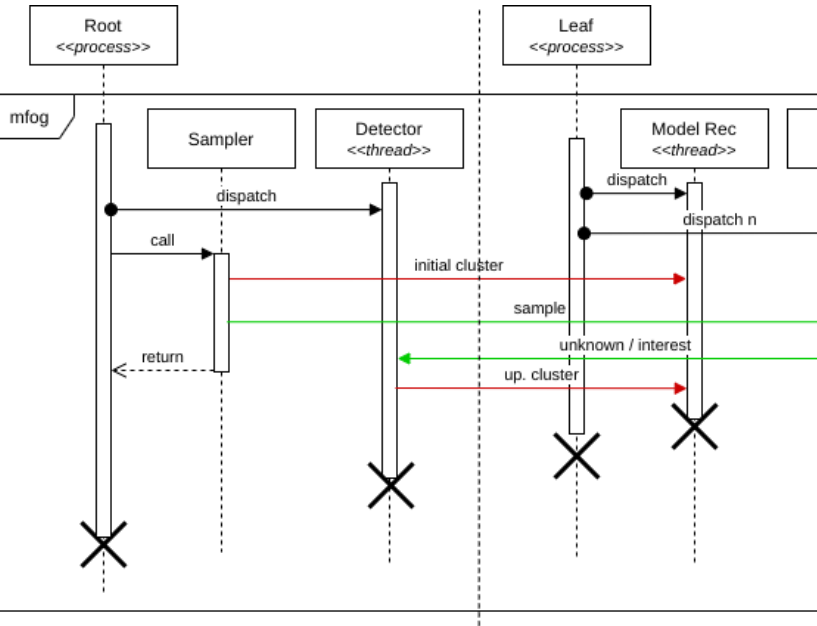 Root
<<process>>
Leaf
<<process>>
mfog
Sampler
Detector
<<thread>>
Model Rec
<<thread>>
dispatch
dispatch
dispatch n
call
initial cluster
sample
unknown / interest
return
up. cluster